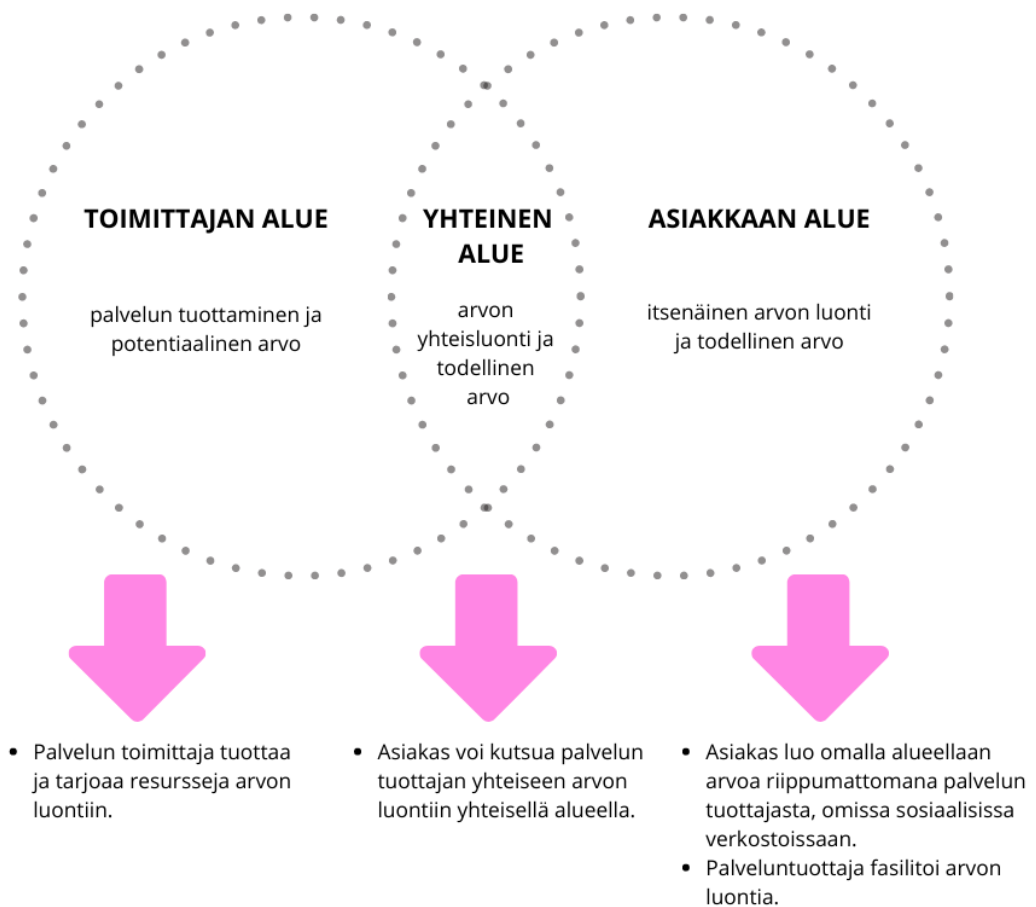 TOIMITTAJAN ALUE
palvelun tuottaminen ja
potentiaalinen arvo
YHTEINEN
ALUE
arvon
yhteisluonti ja
todellinen
arvo
ASIAKKAAN ALUE
itsenäinen arvon luonti
ja todellinen arvo
• Palvelun toimittaja tuottaa
ja tarjoaa resursseja arvon
luontiin.
• Asiakas voi kutsua palvelun
tuottajan yhteiseen arvon
luontiin yhteisellä alueella.
• Asiakas luo omalla alueellaan
arvoa riippumattomana palvelun
tuottajasta, omissa sosiaalisissa
verkostoissaan.
• Palveluntuottaja fasilitoi arvon
luontia.